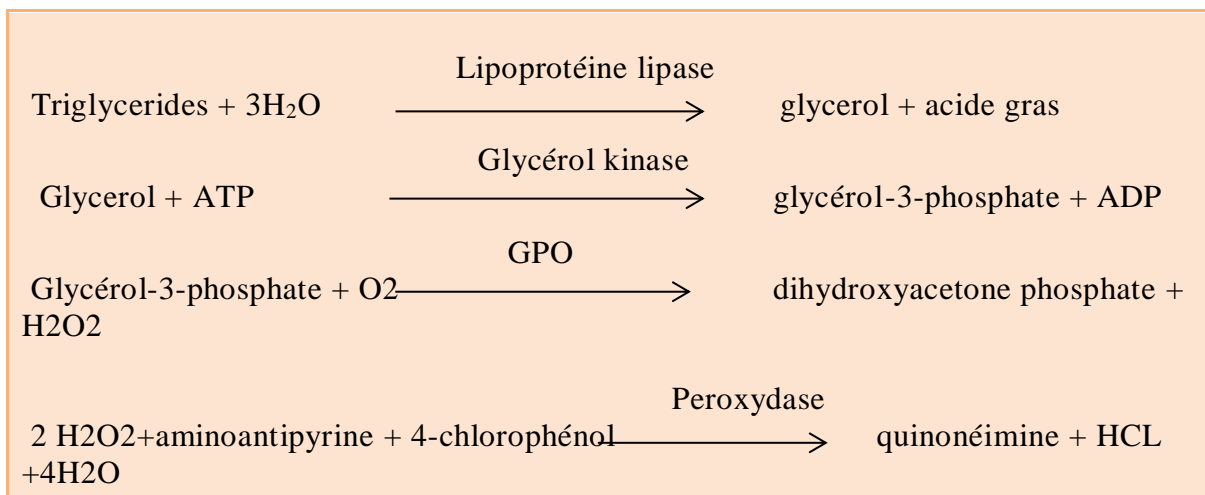 Lipoprotéine lipase
Triglycerides + 3H₂O glycerol + acide gras
Glycérol kinase
Glycerol + ATP glycérol-3-phosphate + ADP
GPO
Glycérol-3-phosphate + O2 dihydroxyacetone phosphate +
H2O2
Peroxydase
2 H2O2+aminoantipyrine + 4-chlorophénol quinonéimine + HCL
+4H2O